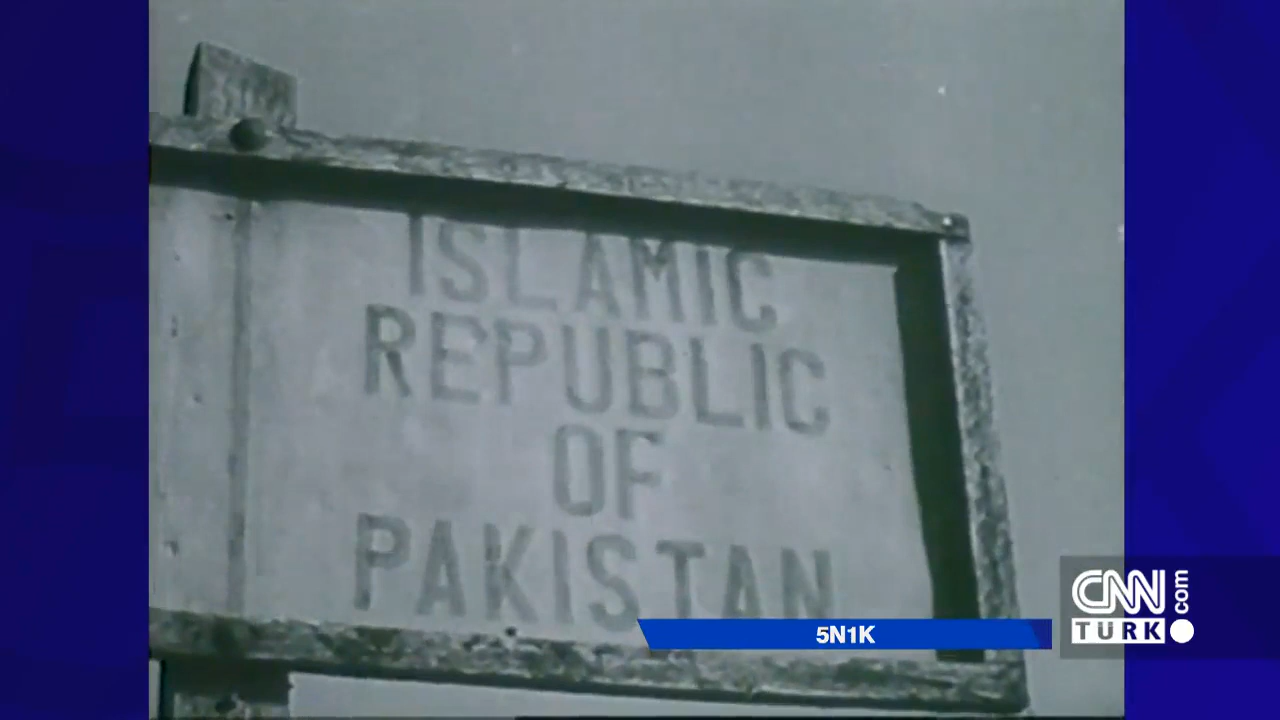 ISLAMIC
REPUBLIC
OF
PAKISTAN
5N1K
CNN
TURK
.com